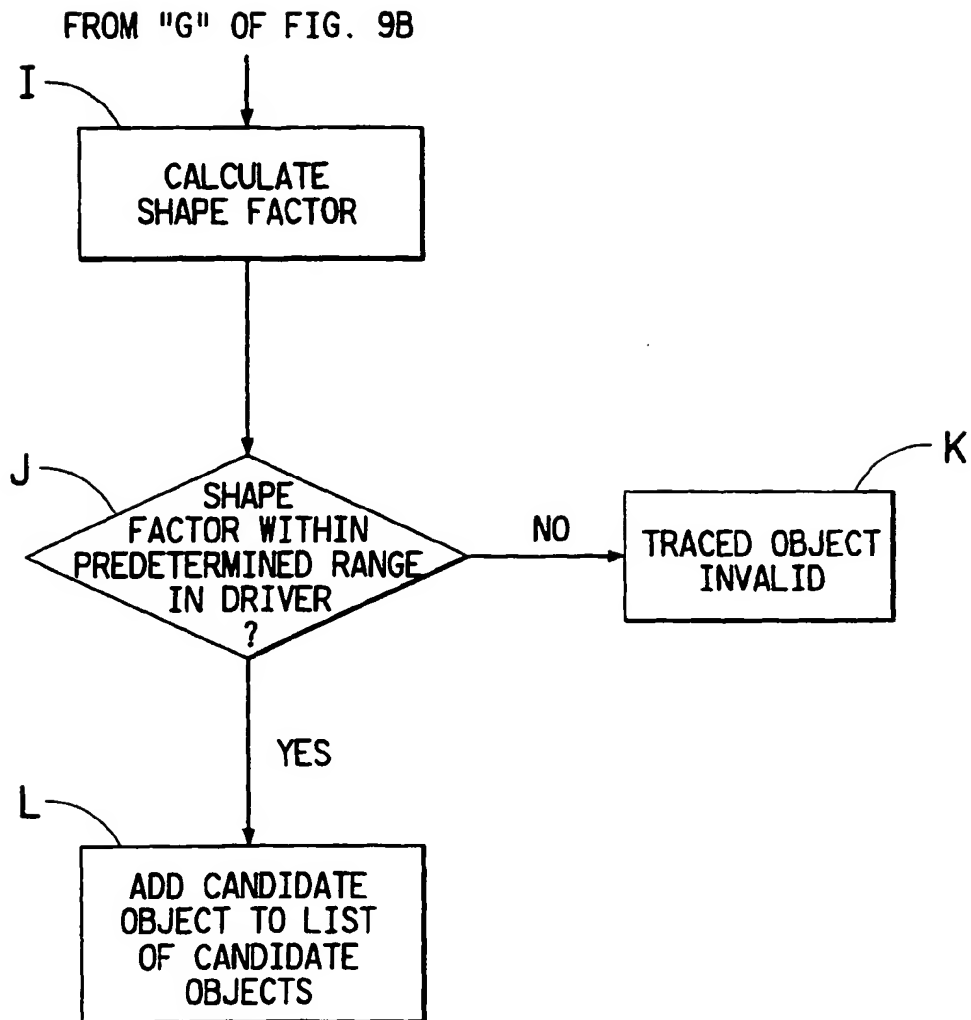 FROM "G" OF FIG. 9B
I
CALCULATE
SHAPE FACTOR
J
SHAPE
FACTOR WITHIN
PREDETERMINED RANGE
IN DRIVER
?
NO
K
TRACED OBJECT
INVALID
YES
L
ADD CANDIDATE
OBJECT TO LIST
OF CANDIDATE
OBJECTS